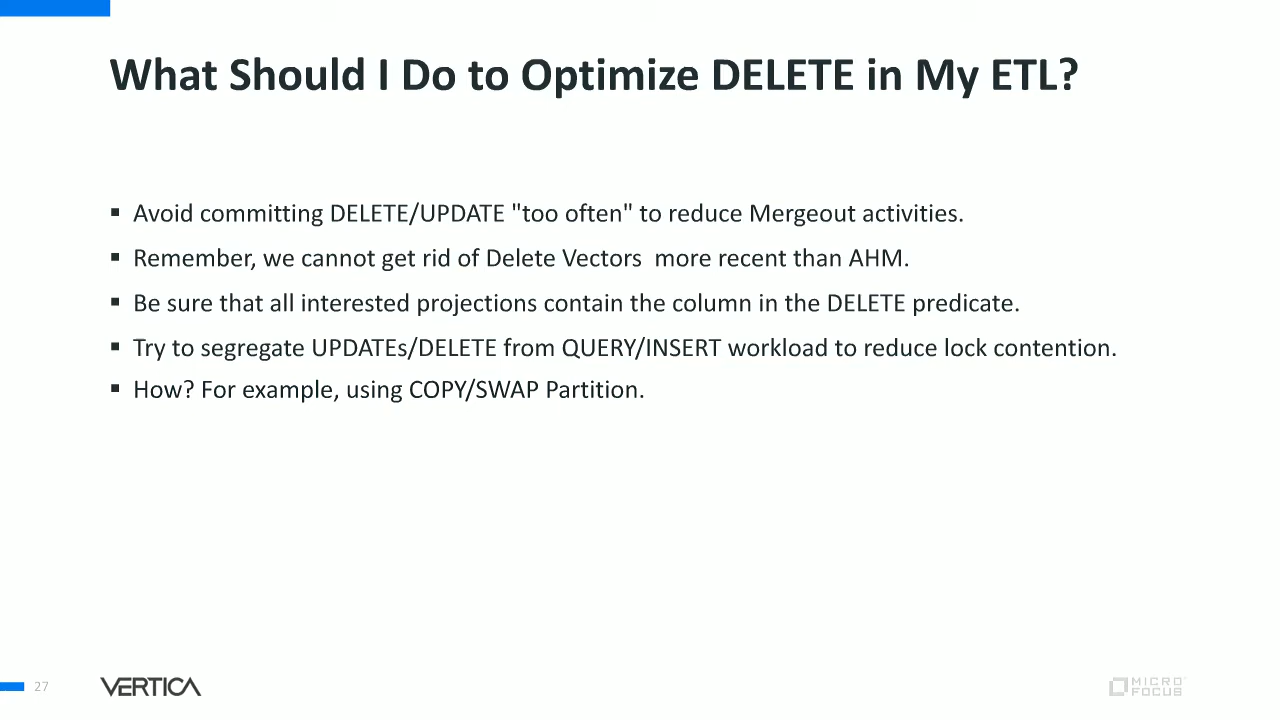 What Should I Do to Optimize DELETE in My ETL?
▪ Avoid committing DELETE/UPDATE "too often" to reduce Mergeout activities.
▪ Remember, we cannot get rid of Delete Vectors  more recent than AHM.
▪ Be sure that all interested projections contain the column in the DELETE predicate.
▪ Try to segregate UPDATEs/DELETE from QUERY/INSERT workload to reduce lock contention.
▪ How? For example, using COPY/SWAP Partition.
27
VERTICA
MICRO
FOCUS